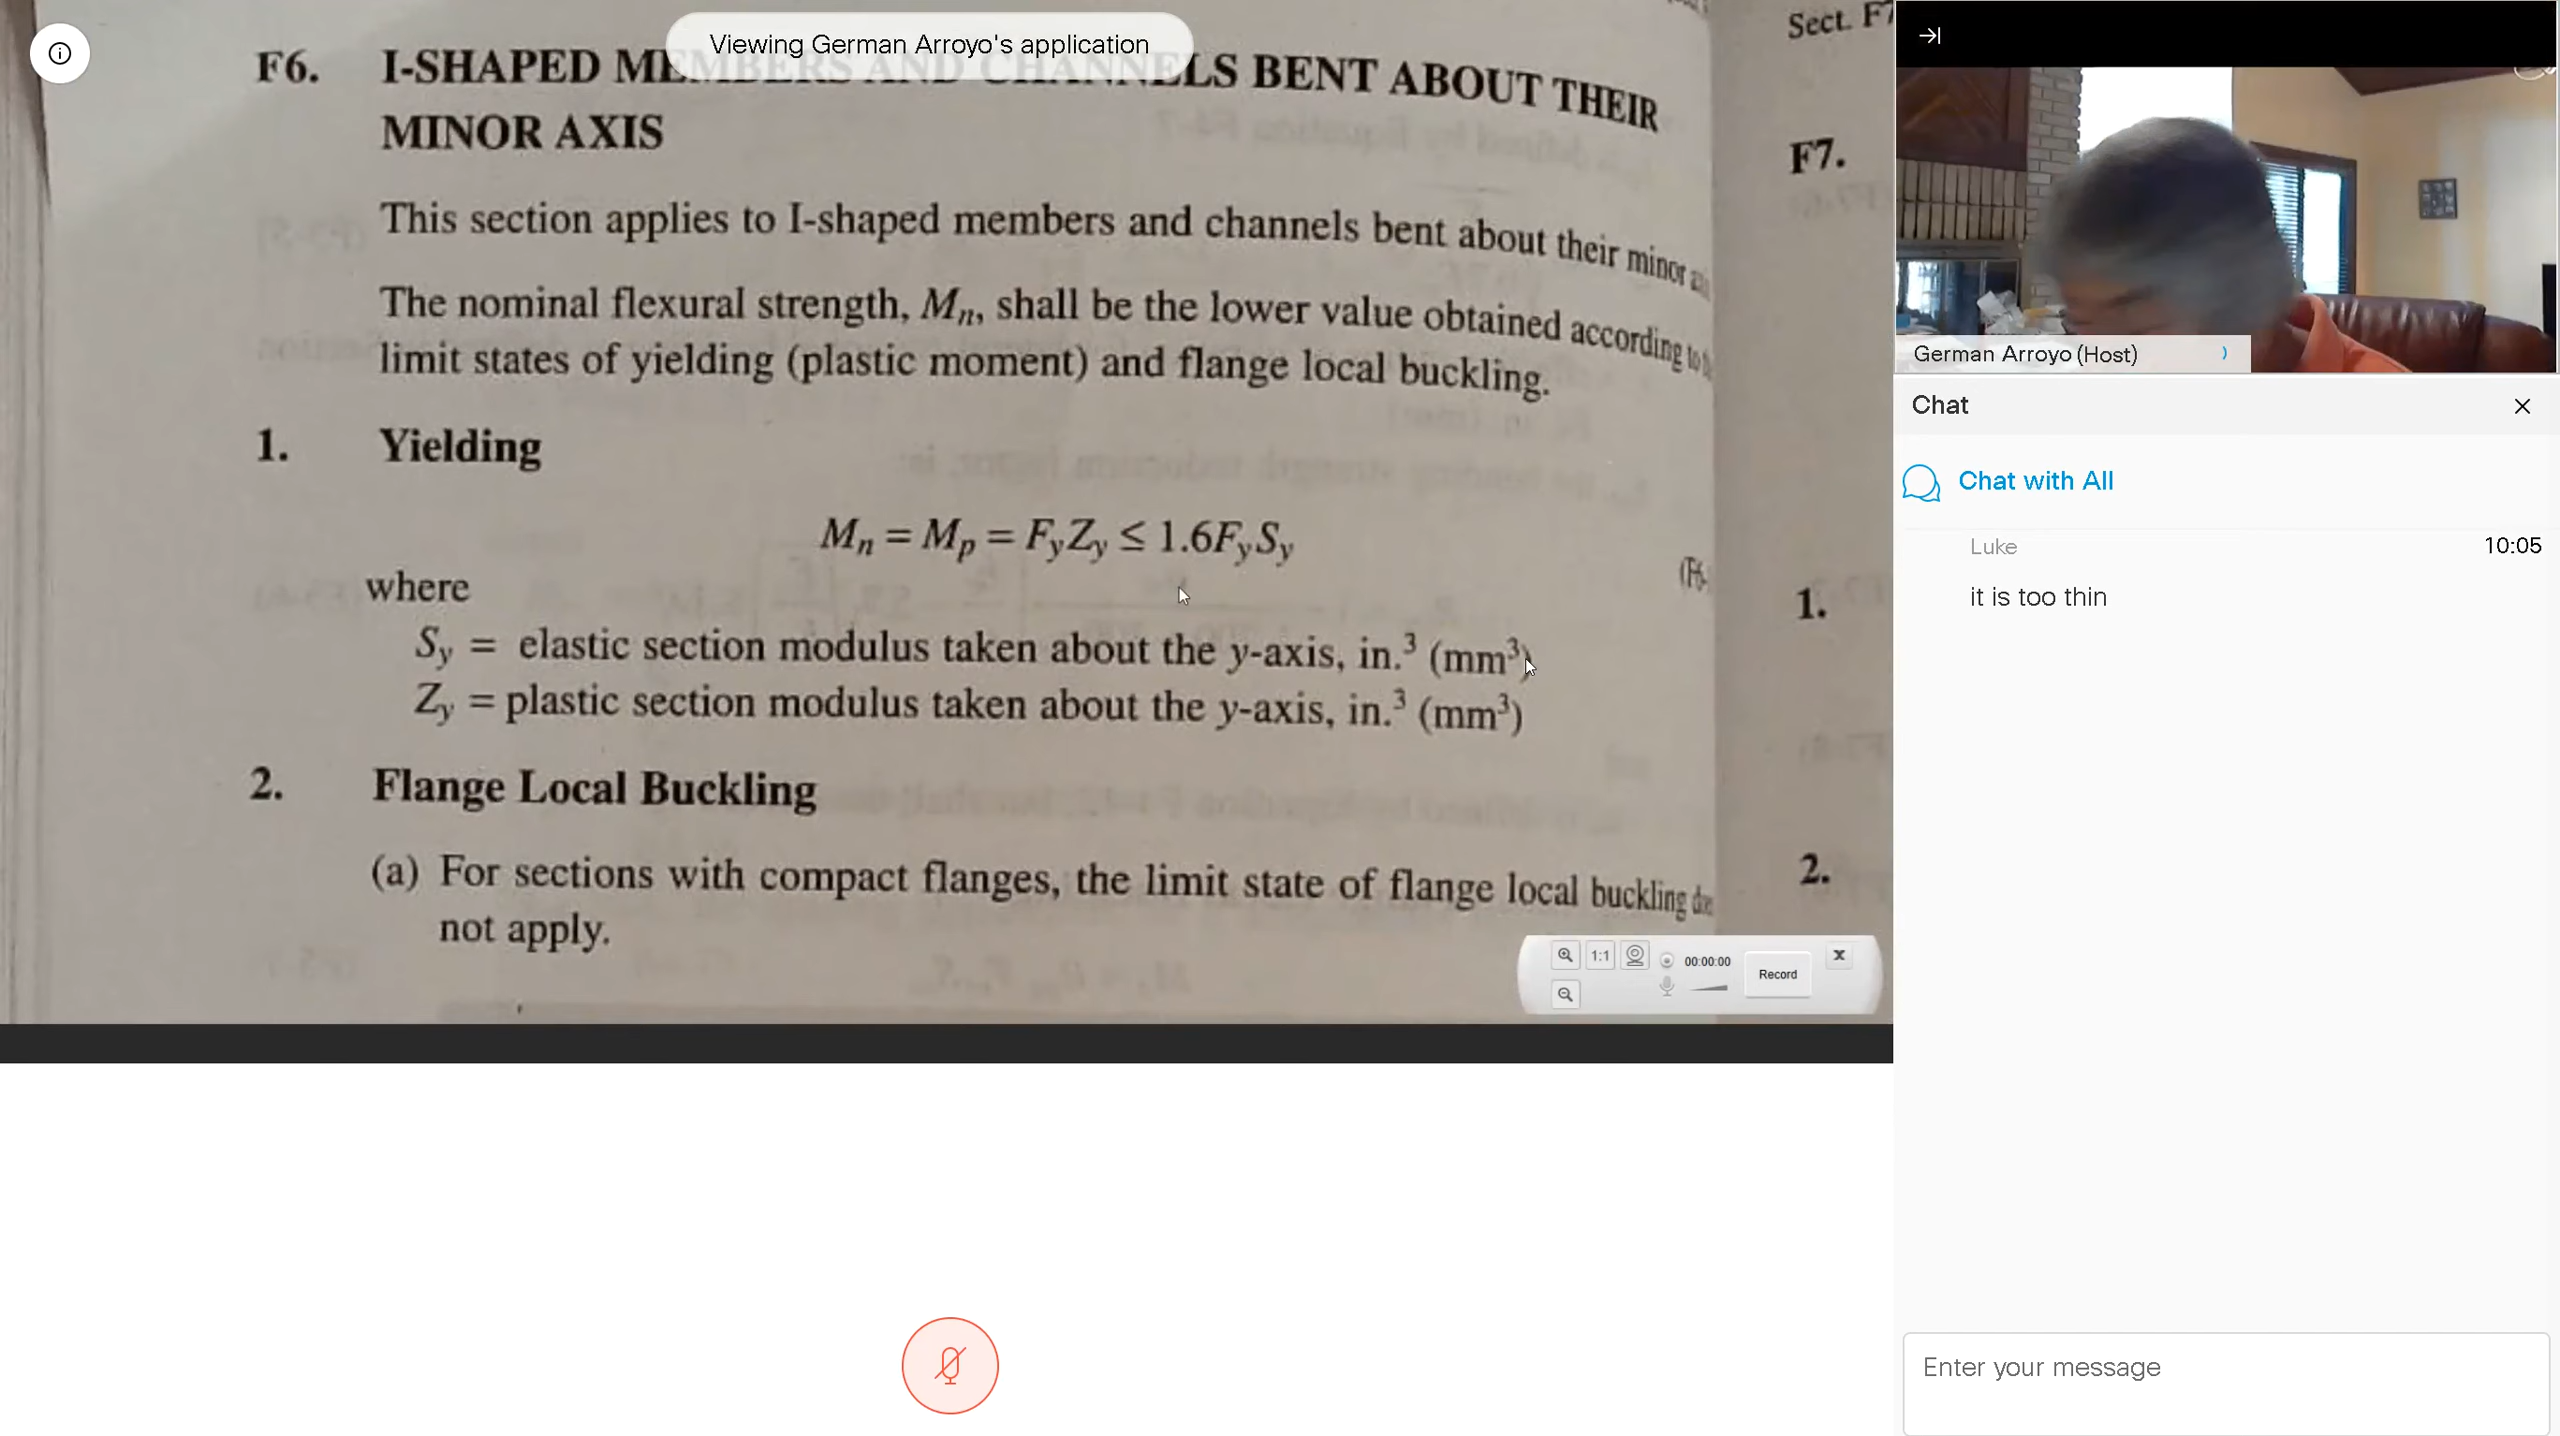 Viewing German Arroyo's application
F6. I-SHAPED MEMBERS AND CHANNELS BENT ABOUT THEIR
MINOR AXIS
This section applies to I-shaped members and channels bent about their minor
The nominal flexural strength, Mn, shall be the lower value obtained according to
limit states of yielding (plastic moment) and flange local buckling.
1. Yielding
Mn = Mp = FyZy ≤ 1.6FySy
where
Sy = elastic section modulus taken about the y-axis, in.³ (mm³)
Zy = plastic section modulus taken about the y-axis, in.³ (mm³)
2. Flange Local Buckling
(a) For sections with compact flanges, the limit state of flange local buckling
not apply.
Sect. F7
F7.
1.
2.
1:1
00:00:00
Record
X
German Arroyo (Host)
Chat
Chat with All
Luke 10:05
it is too thin
Enter your message